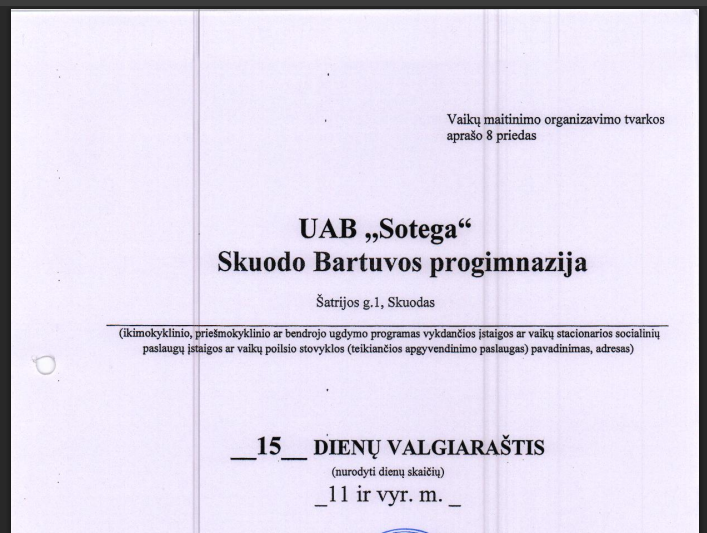 Vaikų maitinimo organizavimo tvarkos
aprašo 8 priedas
UAB „Sotega“
Skuodo Bartuvos progimnazija
Šatrijos g.1, Skuodas
(ikimokyklinio, priešmokyklinio ar bendrojo ugdymo programas vykdančios įstaigos ar vaikų stacionarios socialinių
paslaugų įstaigos ar vaikų poilsio stovyklos (teikiančios apgyvendinimo paslaugas) pavadinimas, adresas)
__15__ DIENŲ VALGIARAŠTIS
(nurodyti dienų skaičių)
_11 ir vyr. m. _